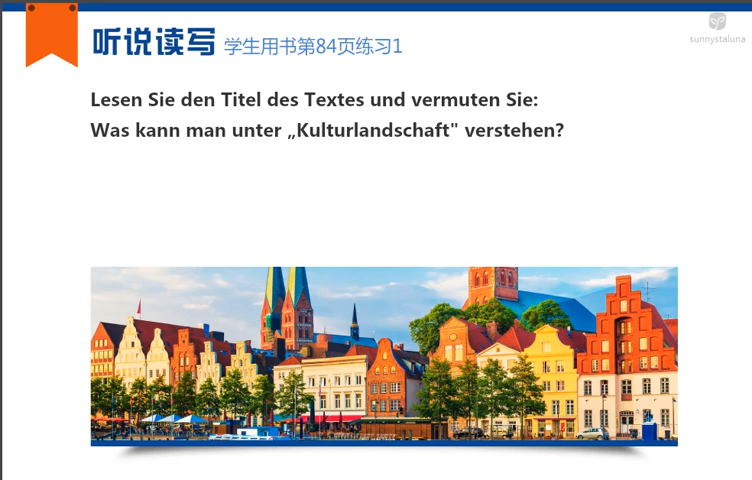 听说读写 学生用书第84页练习1
sunnystaluna
Lesen Sie den Titel des Textes und vermuten Sie:
Was kann man unter „Kulturlandschaft" verstehen?